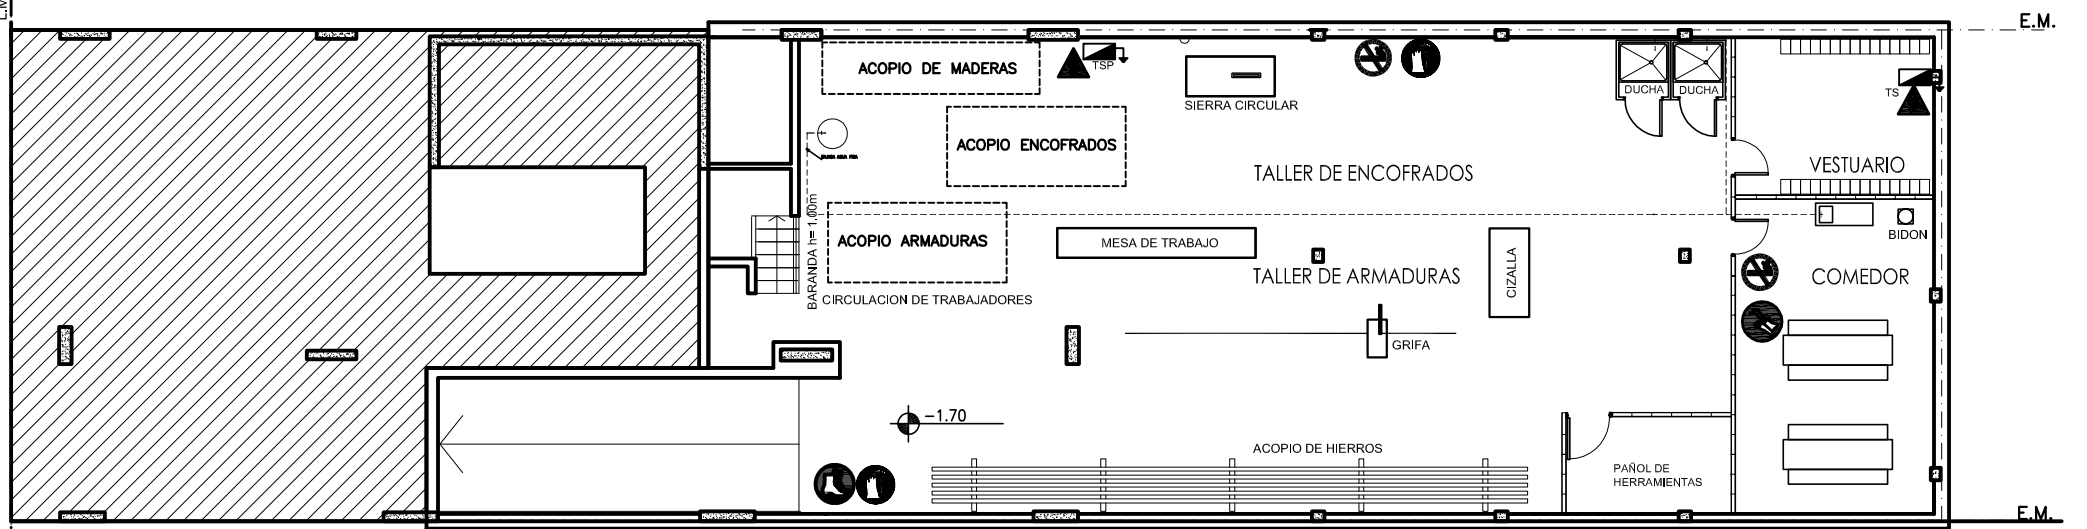 L.M.
E.M.
ACOPIO DE MADERAS
TSP
SIERRA CIRCULAR
DUCHA
DUCHA
TS
ACOPIO ENCOFRADOS
TALLER DE ENCOFRADOS
VESTUARIO
BARANDA h= 1.00m
ACOPIO ARMADURAS
MESA DE TRABAJO
CIZALLA
BIDON
TALLER DE ARMADURAS
COMEDOR
CIRCULACION DE TRABAJADORES
GRIFA
-1.70
ACOPIO DE HIERROS
PAÑOL DE
HERRAMIENTAS
E.M.